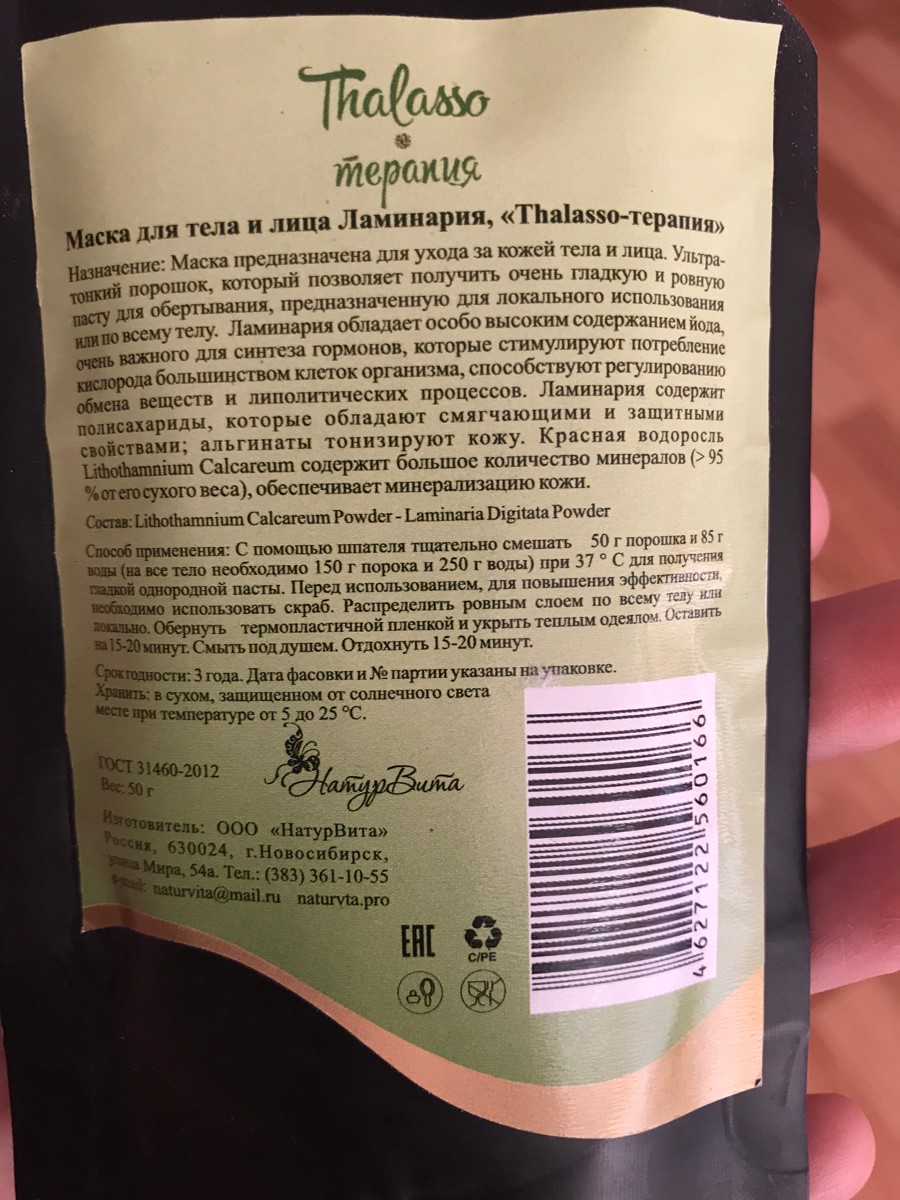 Thalasso
терапия
Маска для тела и лица Ламинария, «Thalasso-терапия»
Назначение: Маска предназначена для ухода за кожей тела и лица. Ультра-
тонкий порошок, который позволяет получить очень гладкую и ровную
пасту для обертывания, предназначенную для локального использования
или по всему телу. Ламинария обладает особо высоким содержанием йода,
очень важного для синтеза гормонов, которые стимулируют потребление
кислорода большинством клеток организма, способствуют регулированию
обмена веществ и липолитических процессов. Ламинария содержит
полисахариды, которые обладают смягчающими и защитными
свойствами; альгинаты тонизируют кожу. Красная водоросль
Lithothamnium Calcareum содержит большое количество минералов (> 95
% от его сухого веса), обеспечивает минерализацию кожи.
Состав: Lithothamnium Calcareum Powder - Laminaria Digitata Powder
Способ применения: С помощью шпателя тщательно смешать 50 г порошка и 85 г
воды (на все тело необходимо 150 г порока и 250 г воды) при 37 ° С для получения
гладкой однородной пасты. Перед использованием, для повышения эффективности,
необходимо использовать скраб. Распределить ровным слоем по всему телу или
локально. Обернуть термопластичной пленкой и укрыть теплым одеялом. Оставить
на 15-20 минут. Смыть под душем. Отдохнуть 15-20 минут.
Срок годности: 3 года. Дата фасовки и № партии указаны на упаковке.
Хранить: в сухом, защищенном от солнечного света
месте при температуре от 5 до 25 °С.
ГОСТ 31460-2012
Вес: 50 г
НатурВита
Изготовитель: ООО «НатурВита»
Россия, 630024, г.Новосибирск,
улица Мира, 54а. Тел.: (383) 361-10-55
e-mail: naturvita@mail.ru naturvta.pro
EAC
C/PE
4627122560166